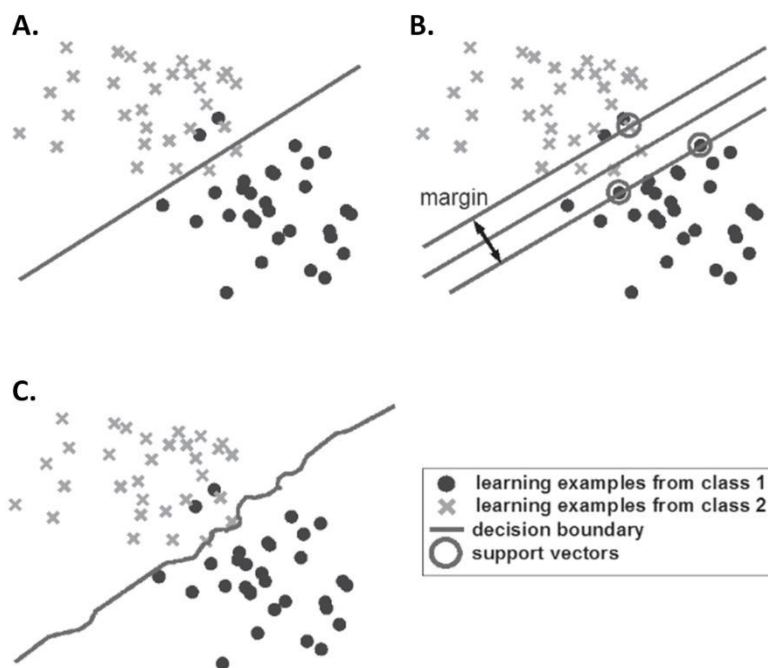 A.
B.
margin
C.
learning examples from class 1
learning examples from class 2
decision boundary
support vectors